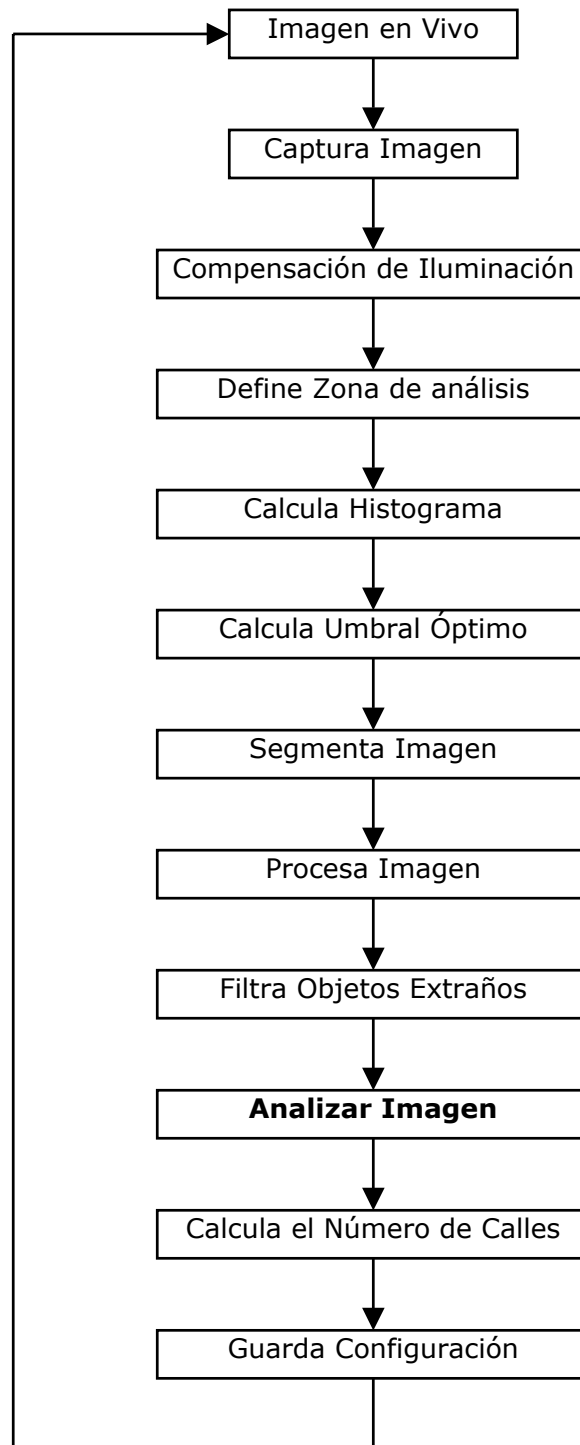 Imagen en Vivo
Captura Imagen
Compensación de Iluminación
Define Zona de análisis
Calcula Histograma
Calcula Umbral Óptimo
Segmenta Imagen
Procesa Imagen
Filtra Objetos Extraños
Analizar Imagen
Calcula el Número de Calles
Guarda Configuración